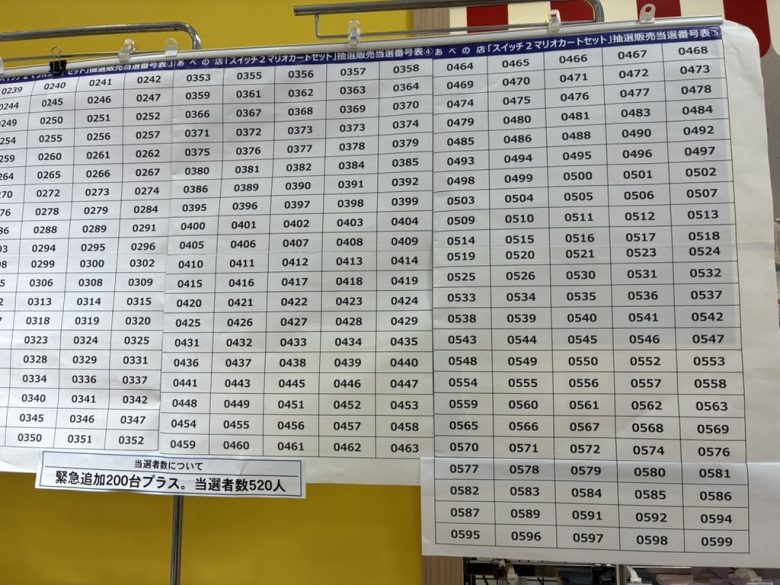 スイッチ２マリオカートセット」抽選販売当選番号表③
0239 0240 0241 0242
0244 0245 0246 0247
249 0250 0251 0252
254 0255 0256 0257
259 0260 0261 0262
264 0265 0266 0267
270 0272 0273 0274
76 0278 0279 0284
86 0288 0289 0291
0294 0295 0296
0299 0300 0302
0306 0308 0309
0313 0314 0315
0318 0319 0320
0323 0324 0325
0328 0329 0331
0334 0336 0337
0340 0341 0342
0345 0346 0347
0350 0351 0352
あべの 店「スイッチ２マリオカートセット」抽選販売当選番号表④
0353 0355 0356 0357 0358
0359 0361 0362 0363 0364
0366 0367 0368 0369 0370
0371 0372 0373 0373 0374
0375 0376 0377 0378 0379
0380 0381 0382 0384 0385
0386 0389 0390 0391 0392
0395 0396 0397 0398 0399
0400 0401 0402 0403 0404
0405 0406 0407 0408 0409
0410 0411 0412 0413 0414
0415 0416 0417 0418 0419
0420 0421 0422 0423 0424
0425 0426 0427 0428 0429
0431 0432 0433 0434 0435
0436 0437 0438 0439 0440
0441 0443 0445 0446 0447
0448 0449 0451 0452 0453
0454 0455 0456 0457 0458
0459 0460 0461 0462 0463
あべの 店「スイッチ２マリオカートセット」抽選販売当選番号表⑤
0464 0465 0466 0467 0468
0469 0470 0471 0472 0473
0474 0475 0476 0477 0478
0479 0480 0481 0483 0484
0485 0486 0488 0490 0492
0493 0494 0495 0496 0497
0498 0499 0500 0501 0502
0503 0504 0505 0506 0507
0509 0510 0511 0512 0513
0514 0515 0516 0517 0518
0519 0520 0521 0523 0524
0525 0526 0530 0531 0532
0533 0534 0535 0536 0537
0538 0539 0540 0541 0542
0543 0544 0545 0546 0547
0548 0549 0550 0552 0553
0554 0555 0556 0557 0558
0559 0560 0561 0562 0563
0565 0566 0567 0568 0569
0570 0571 0572 0574 0576
0577 0578 0579 0580 0581
0582 0583 0584 0585 0586
0587 0589 0591 0592 0594
0595 0596 0597 0598 0599
当選者数について
緊急追加200台プラス。当選者数520人